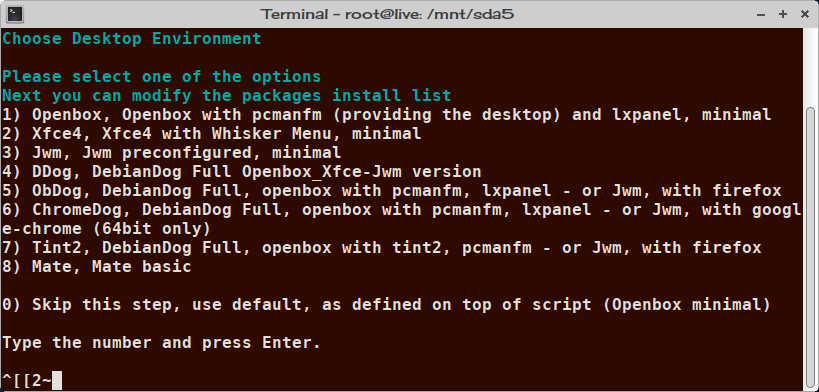 Terminal - root@live: /mnt/sda5
Choose Desktop Environment
Please select one of the options
Next you can modify the packages install list
1) Openbox, Openbox with pcmanfm (providing the desktop) and lxpanel, minimal
2) Xfce4, Xfce4 with Whisker Menu, minimal
3) Jwm, Jwm preconfigured, minimal
4) DDog, DebianDog Full Openbox_Xfce-Jwm version
5) ObDog, DebianDog Full, openbox with pcmanfm, lxpanel - or Jwm, with firefox
6) ChromeDog, DebianDog Full, openbox with pcmanfm, lxpanel - or Jwm, with googl
e-chrome (64bit only)
7) Tint2, DebianDog Full, openbox with tint2, pcmanfm - or Jwm, with firefox
8) Mate, Mate basic
0) Skip this step, use default, as defined on top of script (Openbox minimal)
Type the number and press Enter.
^[[2~